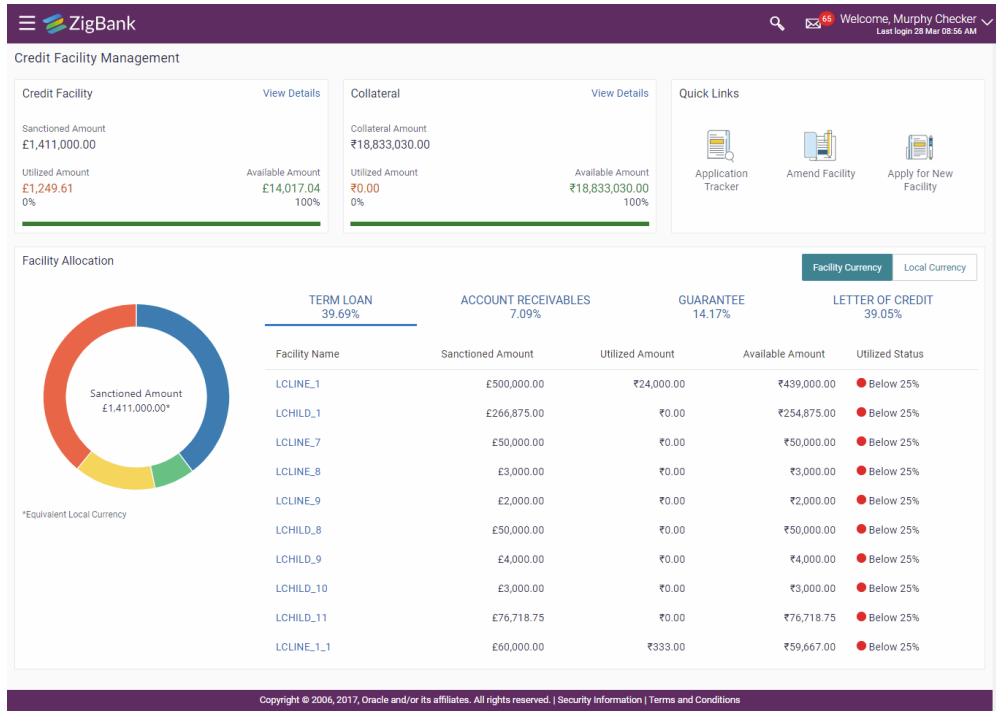 ZigBank
65
Welcome, Murphy Checker
Last login 28 Mar 08:56 AM
Credit Facility Management
Credit Facility View Details
Sanctioned Amount
£1,411,000.00
Utilized Amount Available Amount
£1,249.61 £14,017.04
0% 100%
Collateral View Details
Collateral Amount
₹18,833,030.00
Utilized Amount Available Amount
₹0.00 ₹18,833,030.00
0% 100%
Quick Links
Application
Tracker
Amend Facility
Apply for New
Facility
Facility Allocation
Facility Currency Local Currency
Sanctioned Amount
£1,411,000.00*
*Equivalent Local Currency
TERM LOAN ACCOUNT RECEIVABLES GUARANTEE LETTER OF CREDIT
39.69% 7.09% 14.17% 39.05%
Facility Name Sanctioned Amount Utilized Amount Available Amount Utilized Status
LCLINE_1 £500,000.00 ₹24,000.00 ₹439,000.00 Below 25%
LCHILD_1 £266,875.00 ₹0.00 ₹254,875.00 Below 25%
LCLINE_7 £50,000.00 ₹0.00 ₹50,000.00 Below 25%
LCLINE_8 £3,000.00 ₹0.00 ₹3,000.00 Below 25%
LCLINE_9 £2,000.00 ₹0.00 ₹2,000.00 Below 25%
LCHILD_8 £50,000.00 ₹0.00 ₹50,000.00 Below 25%
LCHILD_9 £4,000.00 ₹0.00 ₹4,000.00 Below 25%
LCHILD_10 £3,000.00 ₹0.00 ₹3,000.00 Below 25%
LCHILD_11 £76,718.75 ₹0.00 ₹76,718.75 Below 25%
LCLINE_1_1 £60,000.00 ₹333.00 ₹59,667.00 Below 25%
Copyright © 2006, 2017, Oracle and/or its affiliates. All rights reserved. | Security Information | Terms and Conditions